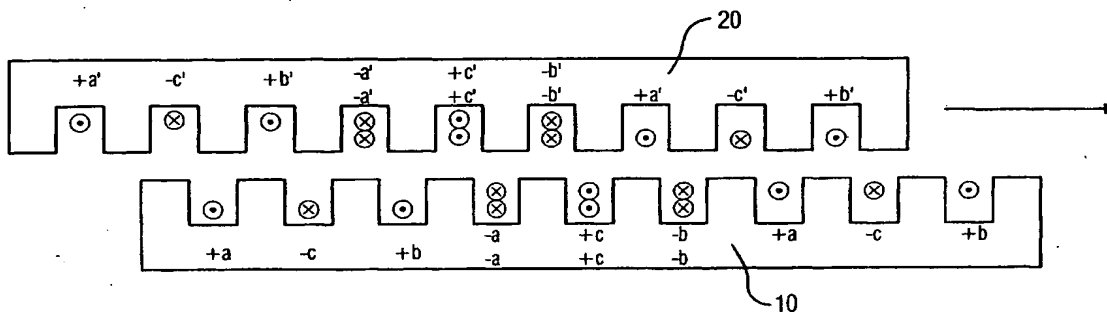 20
-a' +c' -b'
+a' -c' +b' -a' +c' -b' +a' -c' +b'
-a +c -b +a -c +b
+a -c +b -a +c -b
10